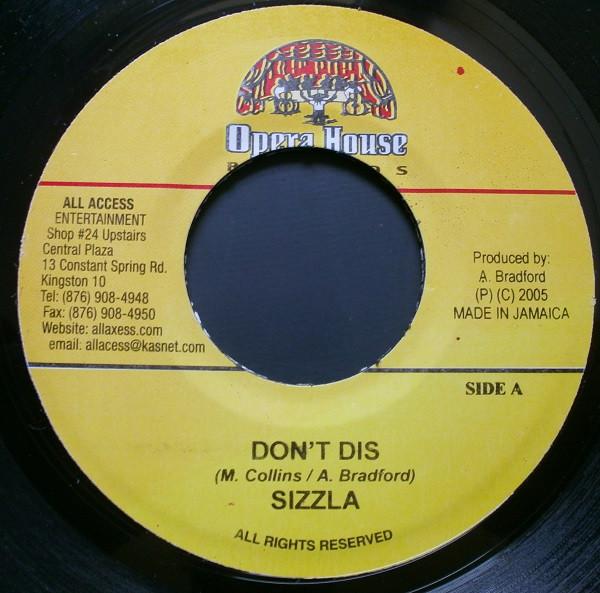 Opera House
ALL ACCESS
ENTERTAINMENT
Shop #24 Upstairs
Central Plaza
13 Constant Spring Rd.
Kingston 10
Tel: (876) 908-4948
Fax: (876) 908-4950
Website: allaxess.com
email: allacess@kasnet.com
Produced by:
A. Bradford
(P) (C) 2005
MADE IN JAMAICA
SIDE A
DON'T DIS
(M. Collins / A. Bradford)
SIZZLA
ALL RIGHTS RESERVED